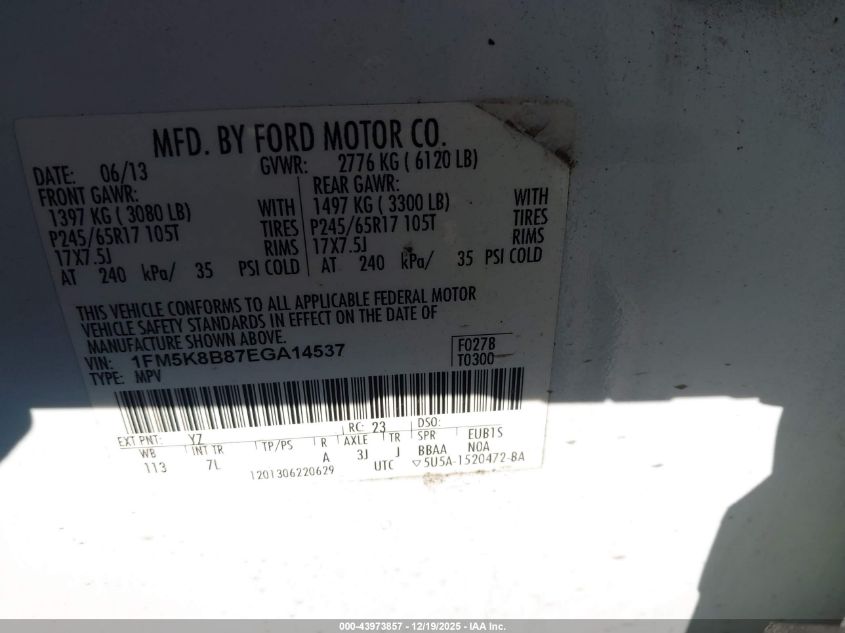 MFD. BY FORD MOTOR CO.
DATE: 06/13 GVWR: 2776 KG ( 6120 LB)
FRONT GAWR: REAR GAWR:
1397 KG ( 3080 LB) WITH 1497 KG ( 3300 LB) WITH
P245/65R17 105T TIRES P245/65R17 105T TIRES
17X7.5J RIMS 17X7.5J RIMS
AT 240 kPa/ 35 PSI COLD AT 240 kPa/ 35 PSI COLD
THIS VEHICLE CONFORMS TO ALL APPLICABLE FEDERAL MOTOR
VEHICLE SAFETY STANDARDS IN EFFECT ON THE DATE OF
MANUFACTURE SHOWN ABOVE.
VIN: 1FM5K8B87EGA14537 F0278
TYPE: MPV T0300
EXT PNT: YZ RC: 23 DSO:
WB INT TR TP/PS R AXLE TR SPR EUB1S
113 7L A 3J J BBAA NOA
1201306220629 UTC ▽5U5A-1520472-BA
000-43973857 - 12/19/2025 - IAA Inc.